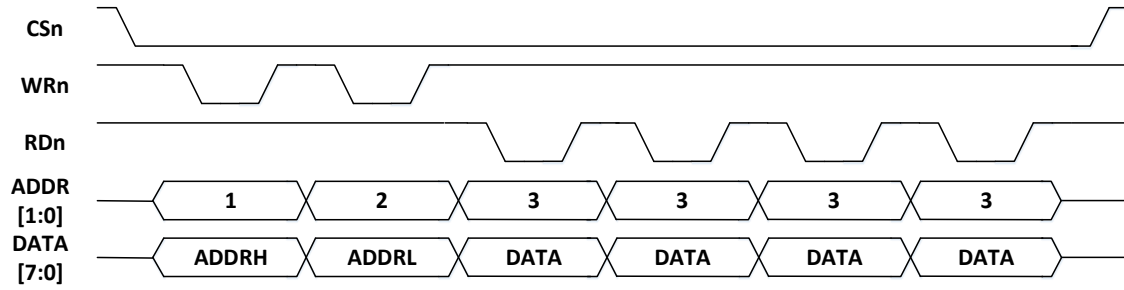 CSn
WRn
RDn
ADDR
[1:0]
1 2 3 3 3 3
DATA
[7:0]
ADDRH ADDRL DATA DATA DATA DATA